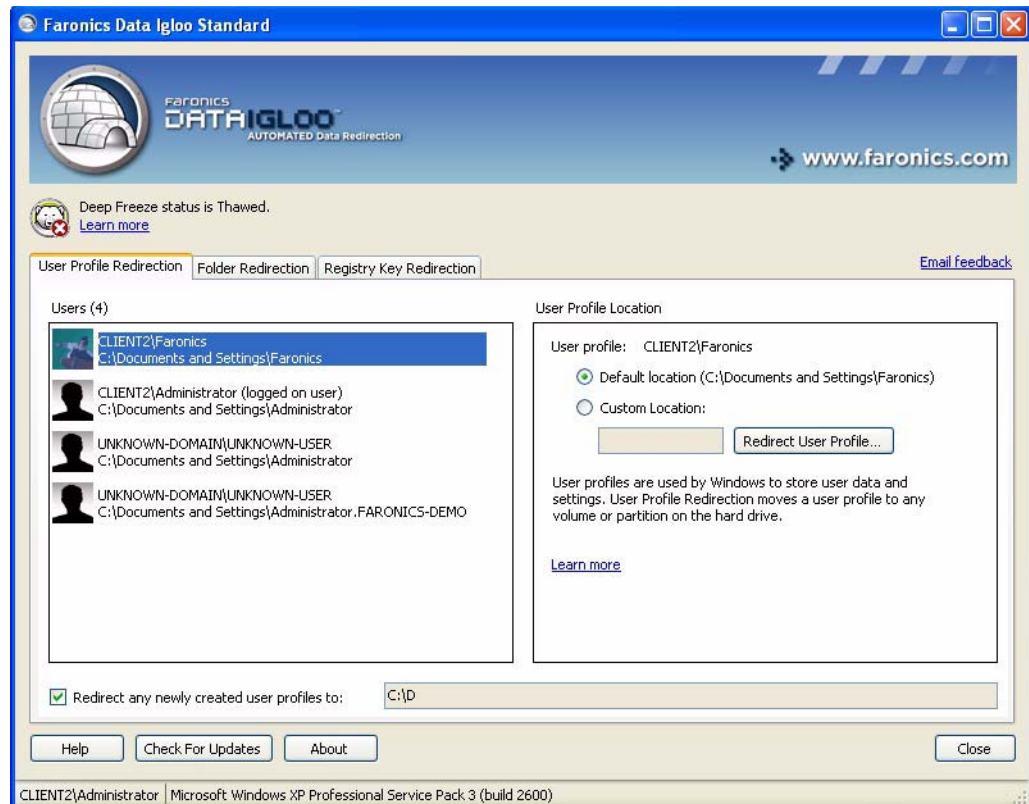 Faronics Data Igloo Standard
Faronics
DATAIGLOO™
AUTOMATED Data Redirection
www.faronics.com
Deep Freeze status is Thawed.
Learn more
User Profile Redirection
Folder Redirection
Registry Key Redirection
Email feedback
Users (4)
CLIENT2\Faronics
C:\Documents and Settings\Faronics
CLIENT2\Administrator (logged on user)
C:\Documents and Settings\Administrator
UNKNOWN-DOMAIN\UNKNOWN-USER
C:\Documents and Settings\Administrator
UNKNOWN-DOMAIN\UNKNOWN-USER
C:\Documents and Settings\Administrator.FARONICS-DEMO
User Profile Location
User profile: CLIENT2\Faronics
Default location (C:\Documents and Settings\Faronics)
Custom Location:
Redirect User Profile...
User profiles are used by Windows to store user data and
settings. User Profile Redirection moves a user profile to any
volume or partition on the hard drive.
Learn more
Redirect any newly created user profiles to:
C:\D
Help
Check For Updates
About
Close
CLIENT2\Administrator
Microsoft Windows XP Professional Service Pack 3 (build 2600)